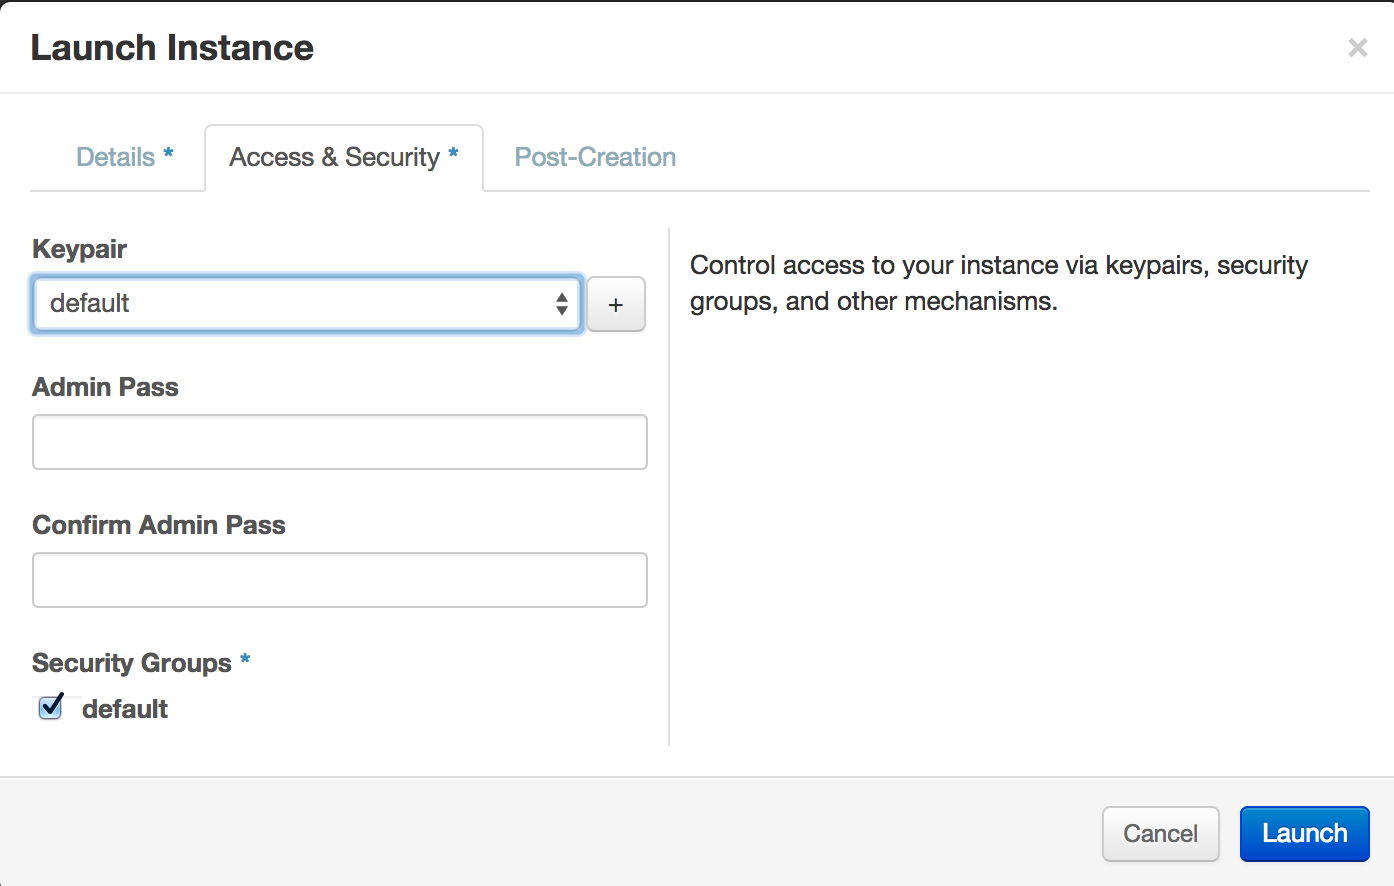 Launch Instance ×
Details * Access & Security * Post-Creation
Keypair
default +
Control access to your instance via keypairs, security
groups, and other mechanisms.
Admin Pass
Confirm Admin Pass
Security Groups *
default
Cancel Launch